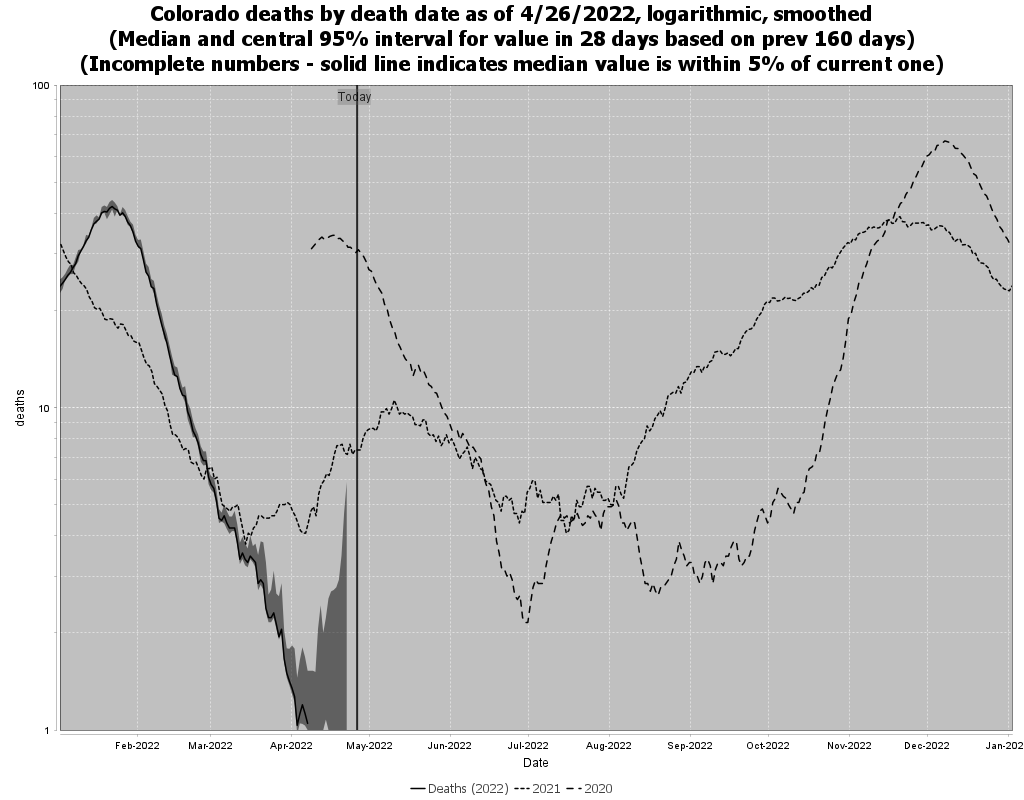 Colorado deaths by death date as of 4/26/2022, logarithmic, smoothed
(Median and central 95% interval for value in 28 days based on prev 160 days)
(Incomplete numbers - solid line indicates median value is within 5% of current one)
100
Today
deaths
10
1
Feb-2022 Mar-2022 Apr-2022 May-2022 Jun-2022 Jul-2022 Aug-2022 Sep-2022 Oct-2022 Nov-2022 Dec-2022 Jan-202
Date
Deaths (2022) 2021 2020